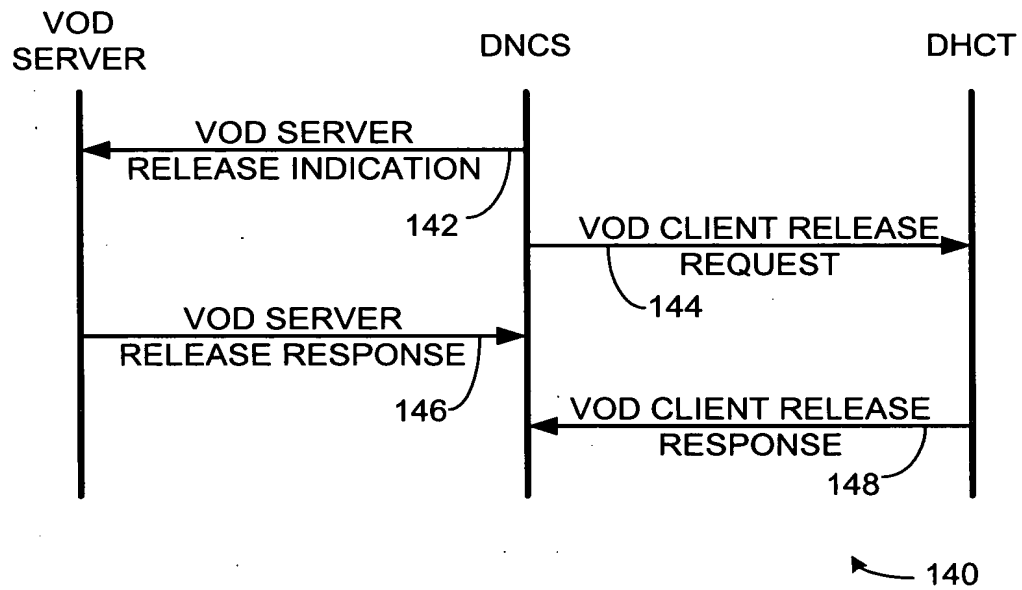 VOD
SERVER
DNCS
DHCT
VOD SERVER
RELEASE INDICATION
142
VOD CLIENT RELEASE
REQUEST
144
VOD SERVER
RELEASE RESPONSE
146
VOD CLIENT RELEASE
RESPONSE
148
140